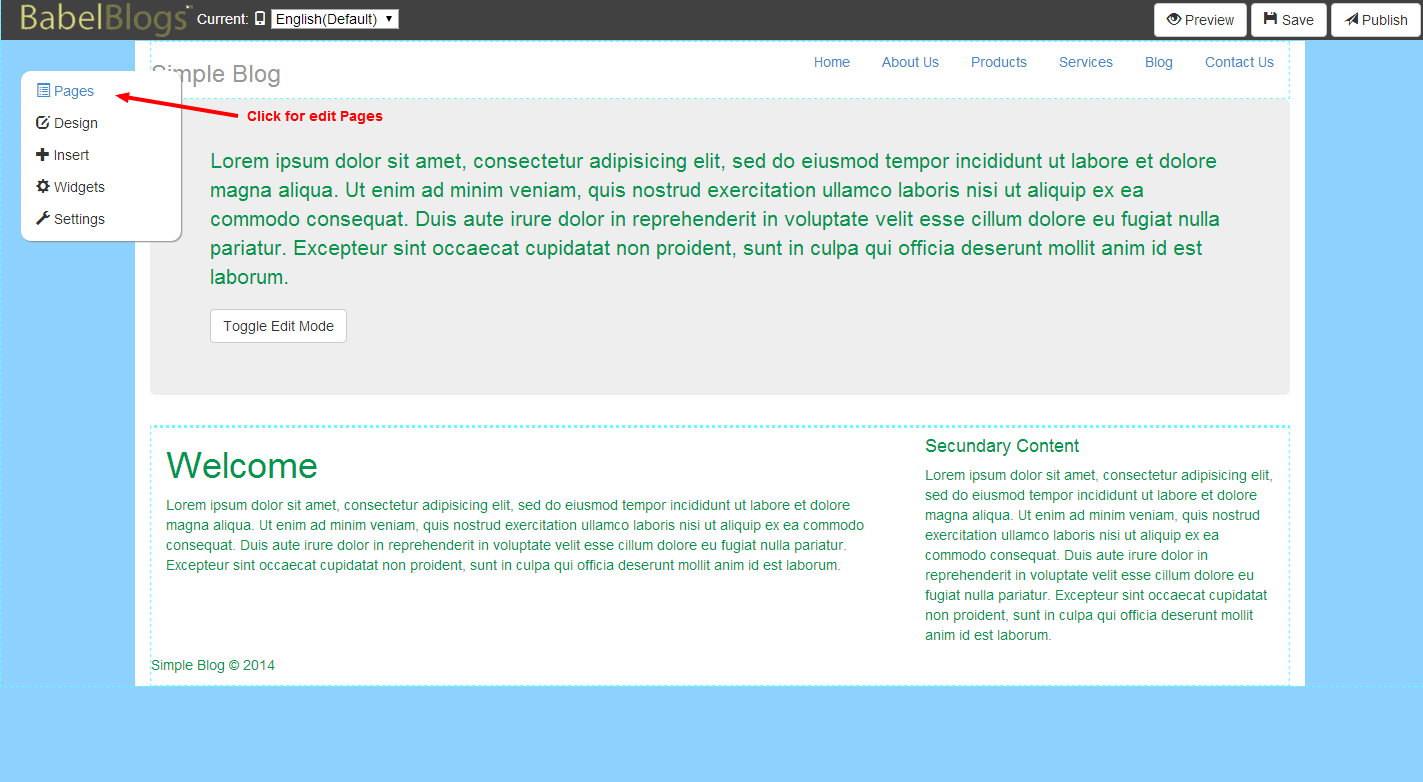 BabelBlogs Current: English(Default) Preview Save Publish
Simple Blog Home About Us Products Services Blog Contact Us
Pages
Click for edit Pages
Design
Insert
Widgets
Settings
Lorem ipsum dolor sit amet, consectetur adipisicing elit, sed do eiusmod tempor incididunt ut labore et dolore
magna aliqua. Ut enim ad minim veniam, quis nostrud exercitation ullamco laboris nisi ut aliquip ex ea
commodo consequat. Duis aute irure dolor in reprehenderit in voluptate velit esse cillum dolore eu fugiat nulla
pariatur. Excepteur sint occaecat cupidatat non proident, sunt in culpa qui officia deserunt mollit anim id est
laborum.
Toggle Edit Mode
Welcome
Lorem ipsum dolor sit amet, consectetur adipisicing elit, sed do eiusmod tempor incididunt ut labore et dolore
magna aliqua. Ut enim ad minim veniam, quis nostrud exercitation ullamco laboris nisi ut aliquip ex ea commodo
consequat. Duis aute irure dolor in reprehenderit in voluptate velit esse cillum dolore eu fugiat nulla pariatur.
Excepteur sint occaecat cupidatat non proident, sunt in culpa qui officia deserunt mollit anim id est laborum.
Secundary Content
Lorem ipsum dolor sit amet, consectetur adipisicing elit,
sed do eiusmod tempor incididunt ut labore et dolore
magna aliqua. Ut enim ad minim veniam, quis nostrud
exercitation ullamco laboris nisi ut aliquip ex ea
commodo consequat. Duis aute irure dolor in
reprehenderit in voluptate velit esse cillum dolore eu
fugiat nulla pariatur. Excepteur sint occaecat cupidatat
non proident, sunt in culpa qui officia deserunt mollit
anim id est laborum.
Simple Blog © 2014